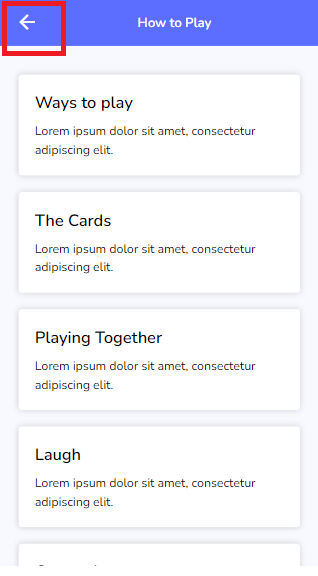 How to Play
Ways to play
Lorem ipsum dolor sit amet, consectetur
adipiscing elit.
The Cards
Lorem ipsum dolor sit amet, consectetur
adipiscing elit.
Playing Together
Lorem ipsum dolor sit amet, consectetur
adipiscing elit.
Laugh
Lorem ipsum dolor sit amet, consectetur
adipiscing elit.